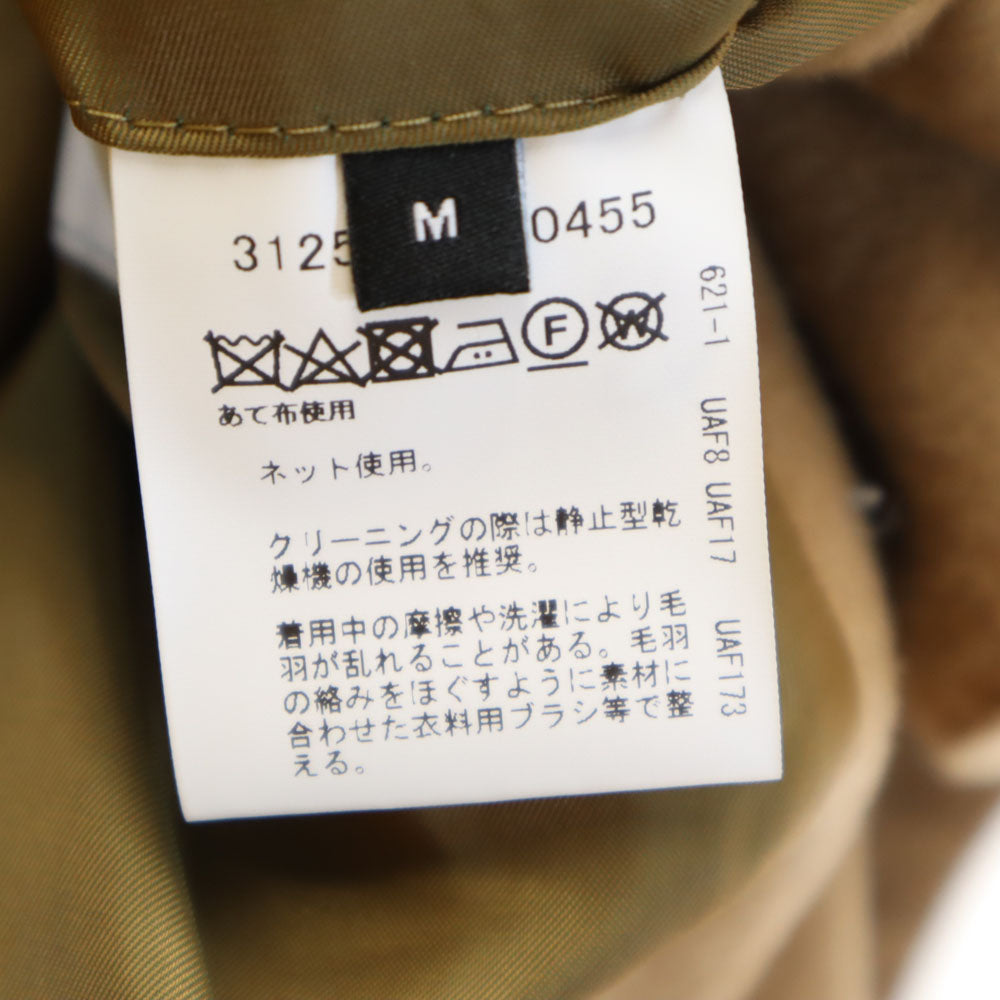 M
3125 0455
F W
あて布使用
ネット使用。
クリーニングの際は静止型乾
燥機の使用を推奨。
着用中の摩擦や洗濯により毛
羽が乱れることがある。毛羽
の絡みをほぐすように素材に
合わせた衣料用ブラシ等で整
える。
621-1 UAF8 UAF17 UAF173